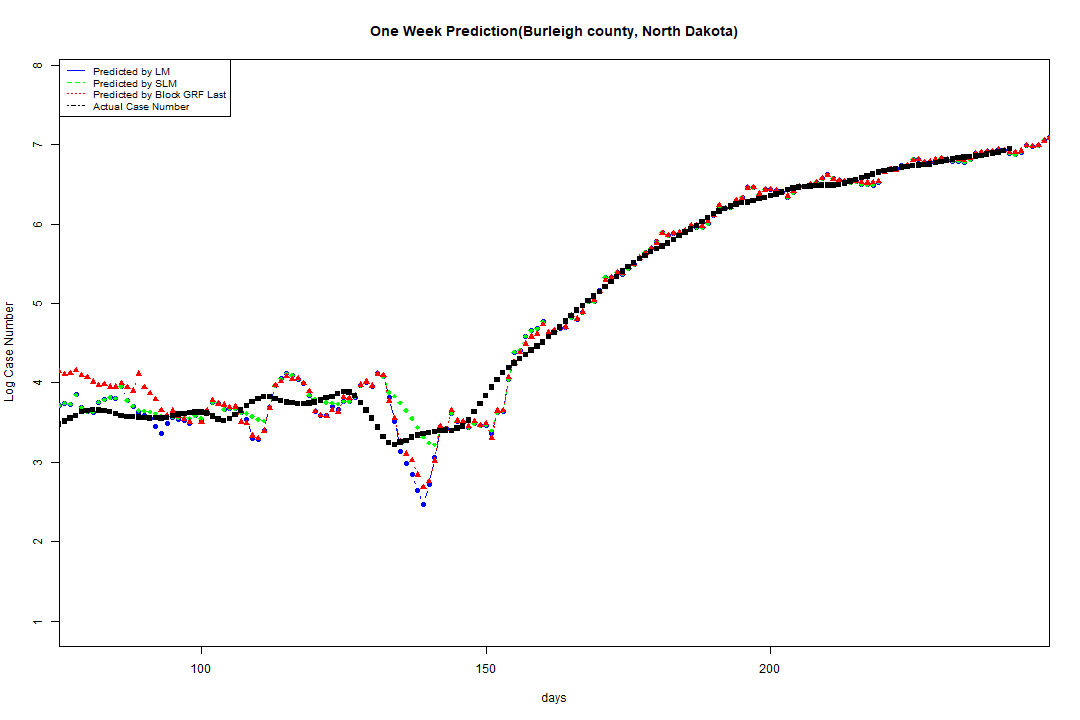 One Week Prediction(Burleigh county, North Dakota)
Predicted by LM
Predicted by SLM
Predicted by Block GRF Last
Actual Case Number
8
7
6
5
4
3
2
1
Log Case Number
100
150
200
days